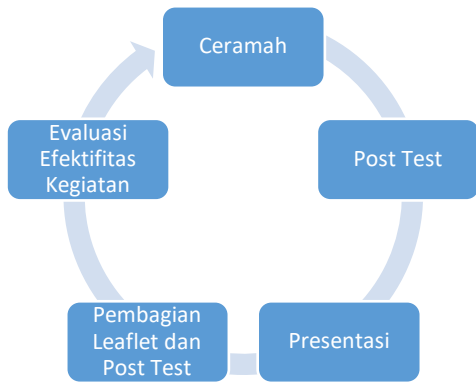 Ceramah
Post Test
Presentasi
Pembagian
Leaflet dan
Post Test
Evaluasi
Efektifitas
Kegiatan